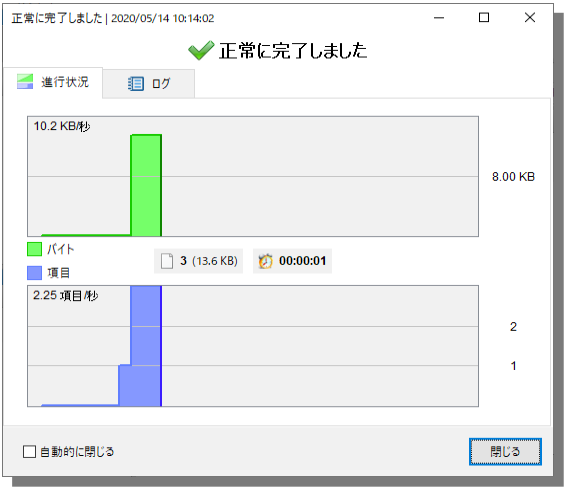 正常に完了しました | 2020/05/14 10:14:02
正常に完了しました
進行状況
ログ
10.2 KB/秒
8.00 KB
バイト
項目
3 (13.6 KB)
00:00:01
2.25 項目/秒
2
1
自動的に閉じる
閉じる